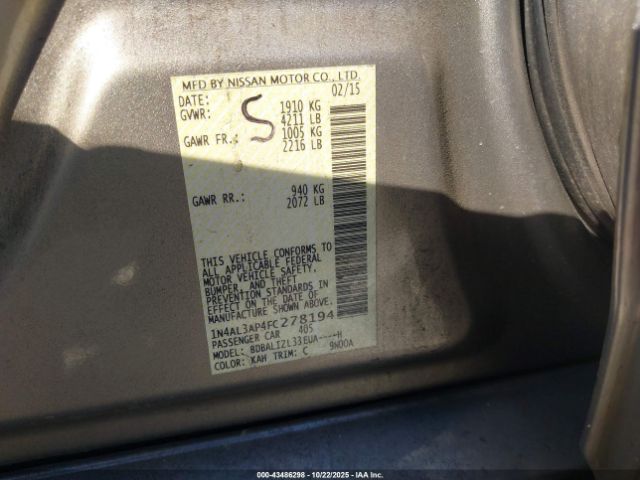 MFD BY NISSAN MOTOR CO., LTD.
DATE: 02/15
GVWR: 1910 KG
4211 LB
GAWR FR.: 1005 KG
2216 LB
S
GAWR RR.: 940 KG
2072 LB
THIS VEHICLE CONFORMS TO
ALL APPLICABLE FEDERAL
MOTOR VEHICLE SAFETY,
BUMPER, AND THEFT
PREVENTION STANDARDS IN
EFFECT ON THE DATE OF
MANUFACTURE SHOWN ABOVE.
1N4AL3AP4FC278194
PASSENGER CAR 405
MODEL: BDBALIZL33EUA----H
COLOR: KAH TRIM: C 9N00A
000-43486298 - 10/22/2025 - IAA Inc.